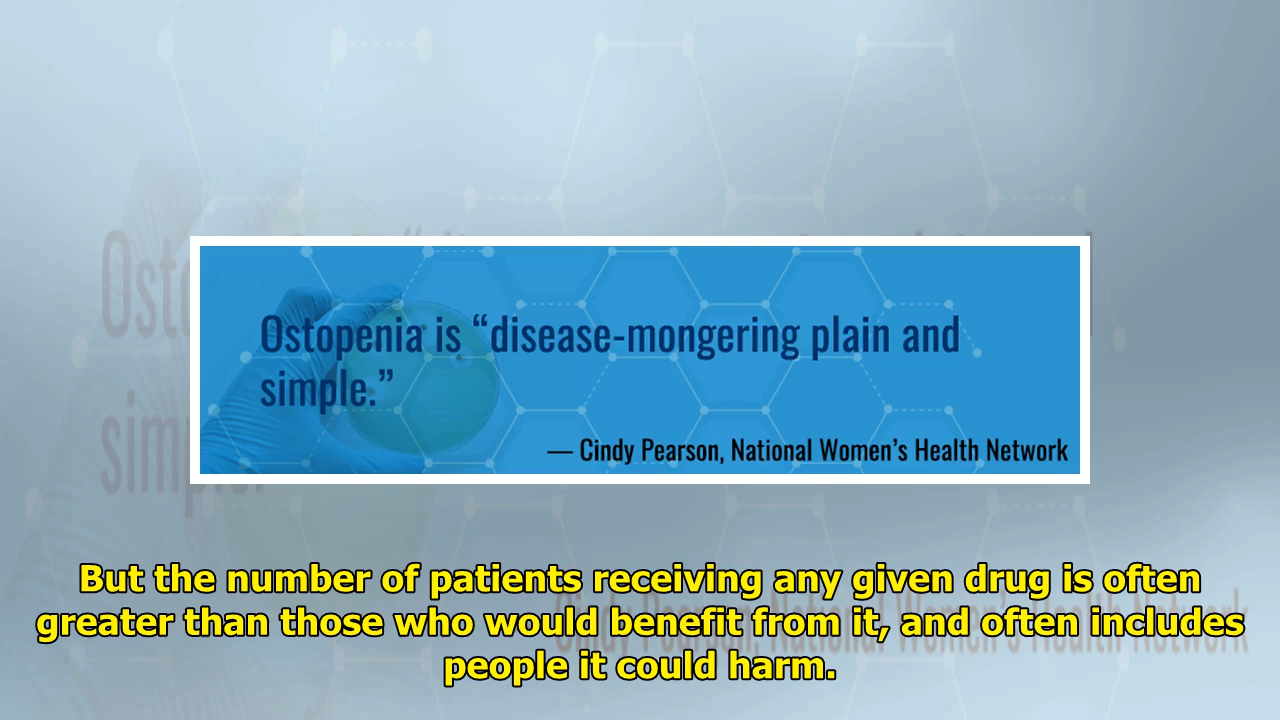 Ostopenia is “disease-mongering plain and
simple.”
— Cindy Pearson, National Women’s Health Network
But the number of patients receiving any given drug is often
greater than those who would benefit from it, and often includes
people it could harm.